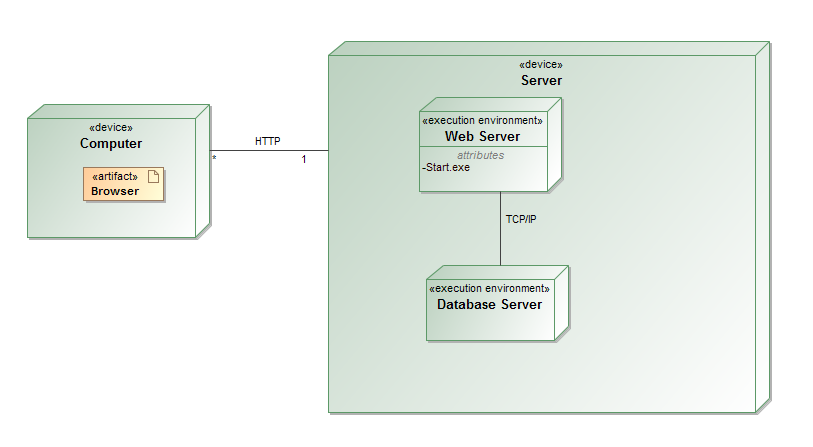 «device»
Computer
«artifact»
Browser
HTTP
*
1
«device»
Server
«execution environment»
Web Server
attributes
-Start.exe
TCP/IP
«execution environment»
Database Server